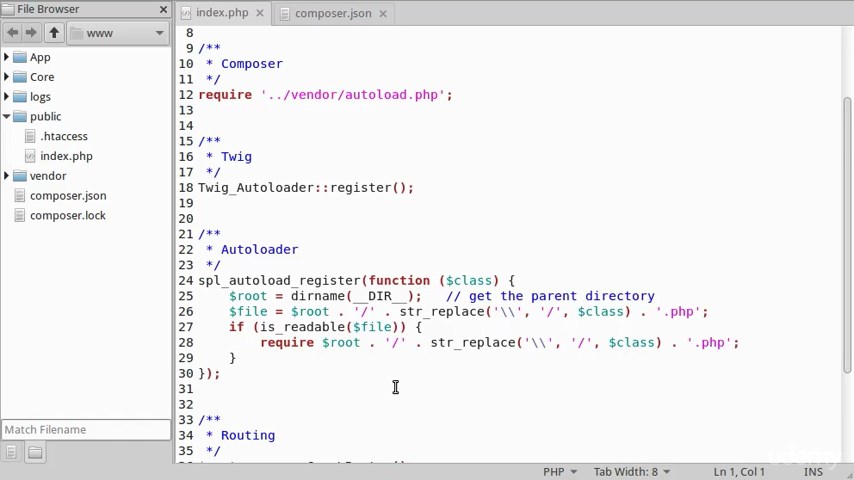 File Browser
index.php
composer.json
www
App
Core
logs
public
.htaccess
index.php
vendor
composer.json
composer.lock
Match Filename
8
9 /**
10 * Composer
11 */
12 require '../vendor/autoload.php';
13
14
15 /**
16 * Twig
17 */
18 Twig_Autoloader::register();
19
20
21 /**
22 * Autoloader
23 */
24 spl_autoload_register(function ($class) {
25 $root = dirname(__DIR__); // get the parent directory
26 $file = $root . '/' . str_replace('\\', '/', $class) . '.php';
27 if (is_readable($file)) {
28 require $root . '/' . str_replace('\\', '/', $class) . '.php';
29 }
30 });
31
32
33 /**
34 * Routing
35 */
PHP Tab Width: 8 Ln 1, Col 1 INS